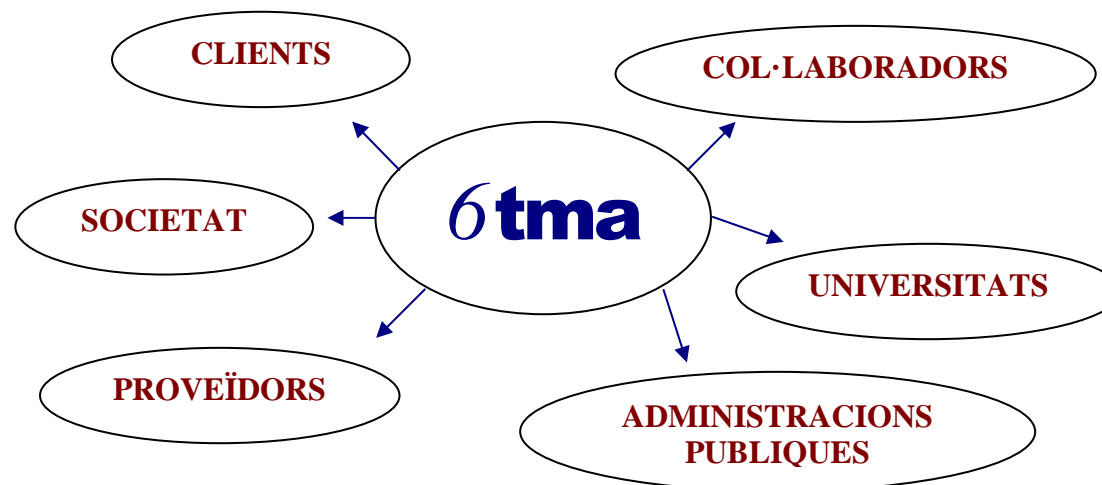 CLIENTS
COL·LABORADORS
6tma
SOCIETAT
UNIVERSITATS
PROVEÏDORS
ADMINISTRACIONS
PUBLIQUES